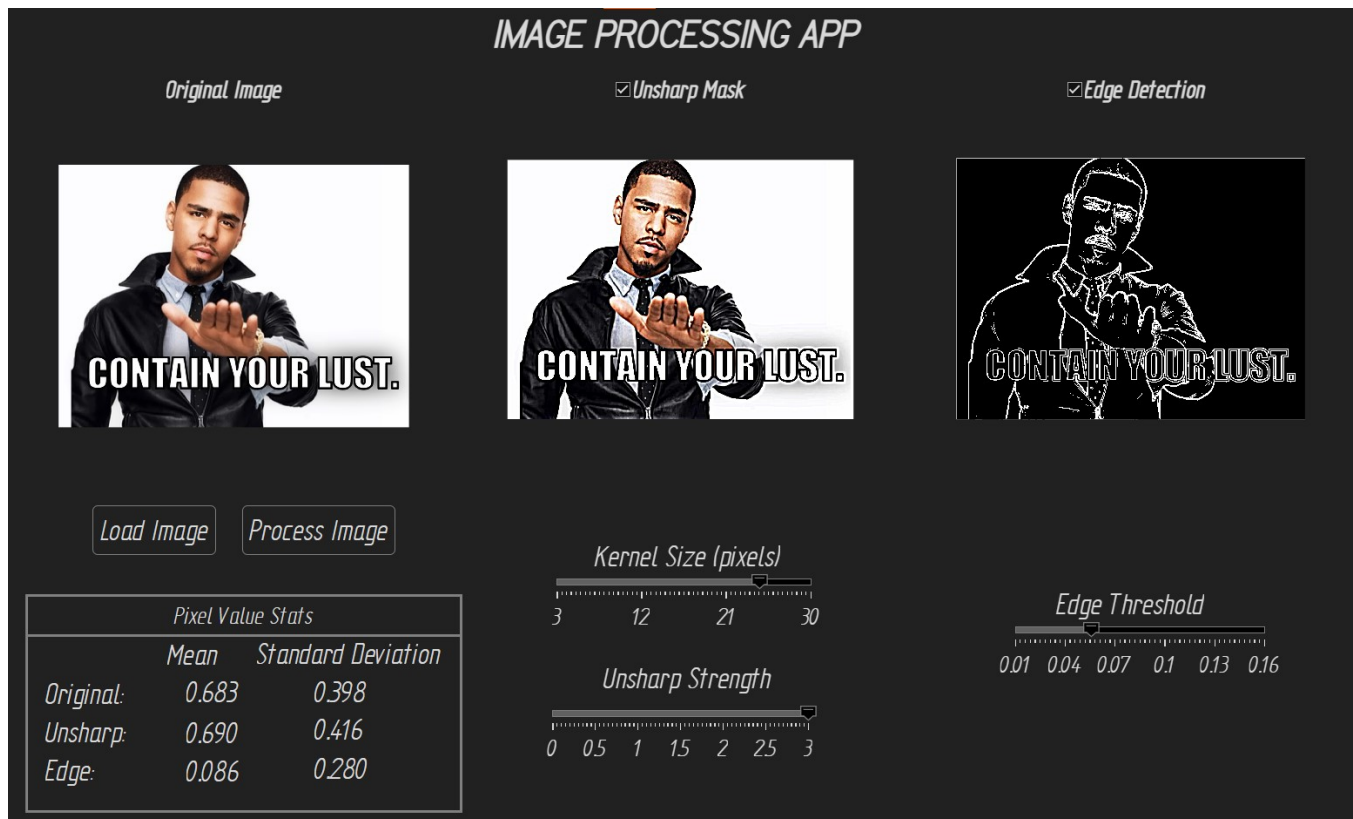 IMAGE PROCESSING APP
Original Image
Unsharp Mask
Edge Detection
CONTAIN YOUR LUST.
CONTAIN YOUR LUST.
CONTAIN YOUR LUST.
Load Image
Process Image
Kernel Size (pixels)
3 12 21 30
Unsharp Strength
0 0.5 1 1.5 2 2.5 3
Edge Threshold
0.01 0.04 0.07 0.1 0.13 0.16
Pixel Value Stats
Mean Standard Deviation
Original: 0.683 0.398
Unsharp: 0.690 0.416
Edge: 0.086 0.280